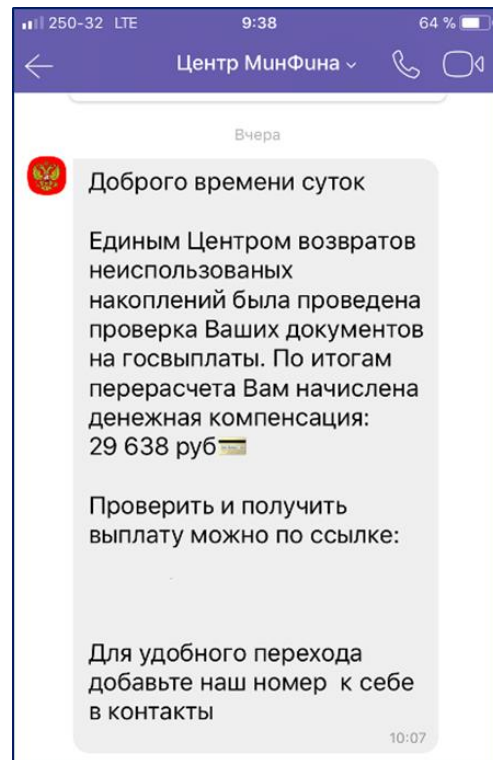 250-32 LTE 9:38 64 %
Центр МинФина
Вчера
Доброго времени суток
Единым Центром возвратов
неиспользованых
накоплений была проведена
проверка Ваших документов
на госвыплаты. По итогам
перерасчета Вам начислена
денежная компенсация:
29 638 руб
Проверить и получить
выплату можно по ссылке:
Для удобного перехода
добавьте наш номер к себе
в контакты
10:07